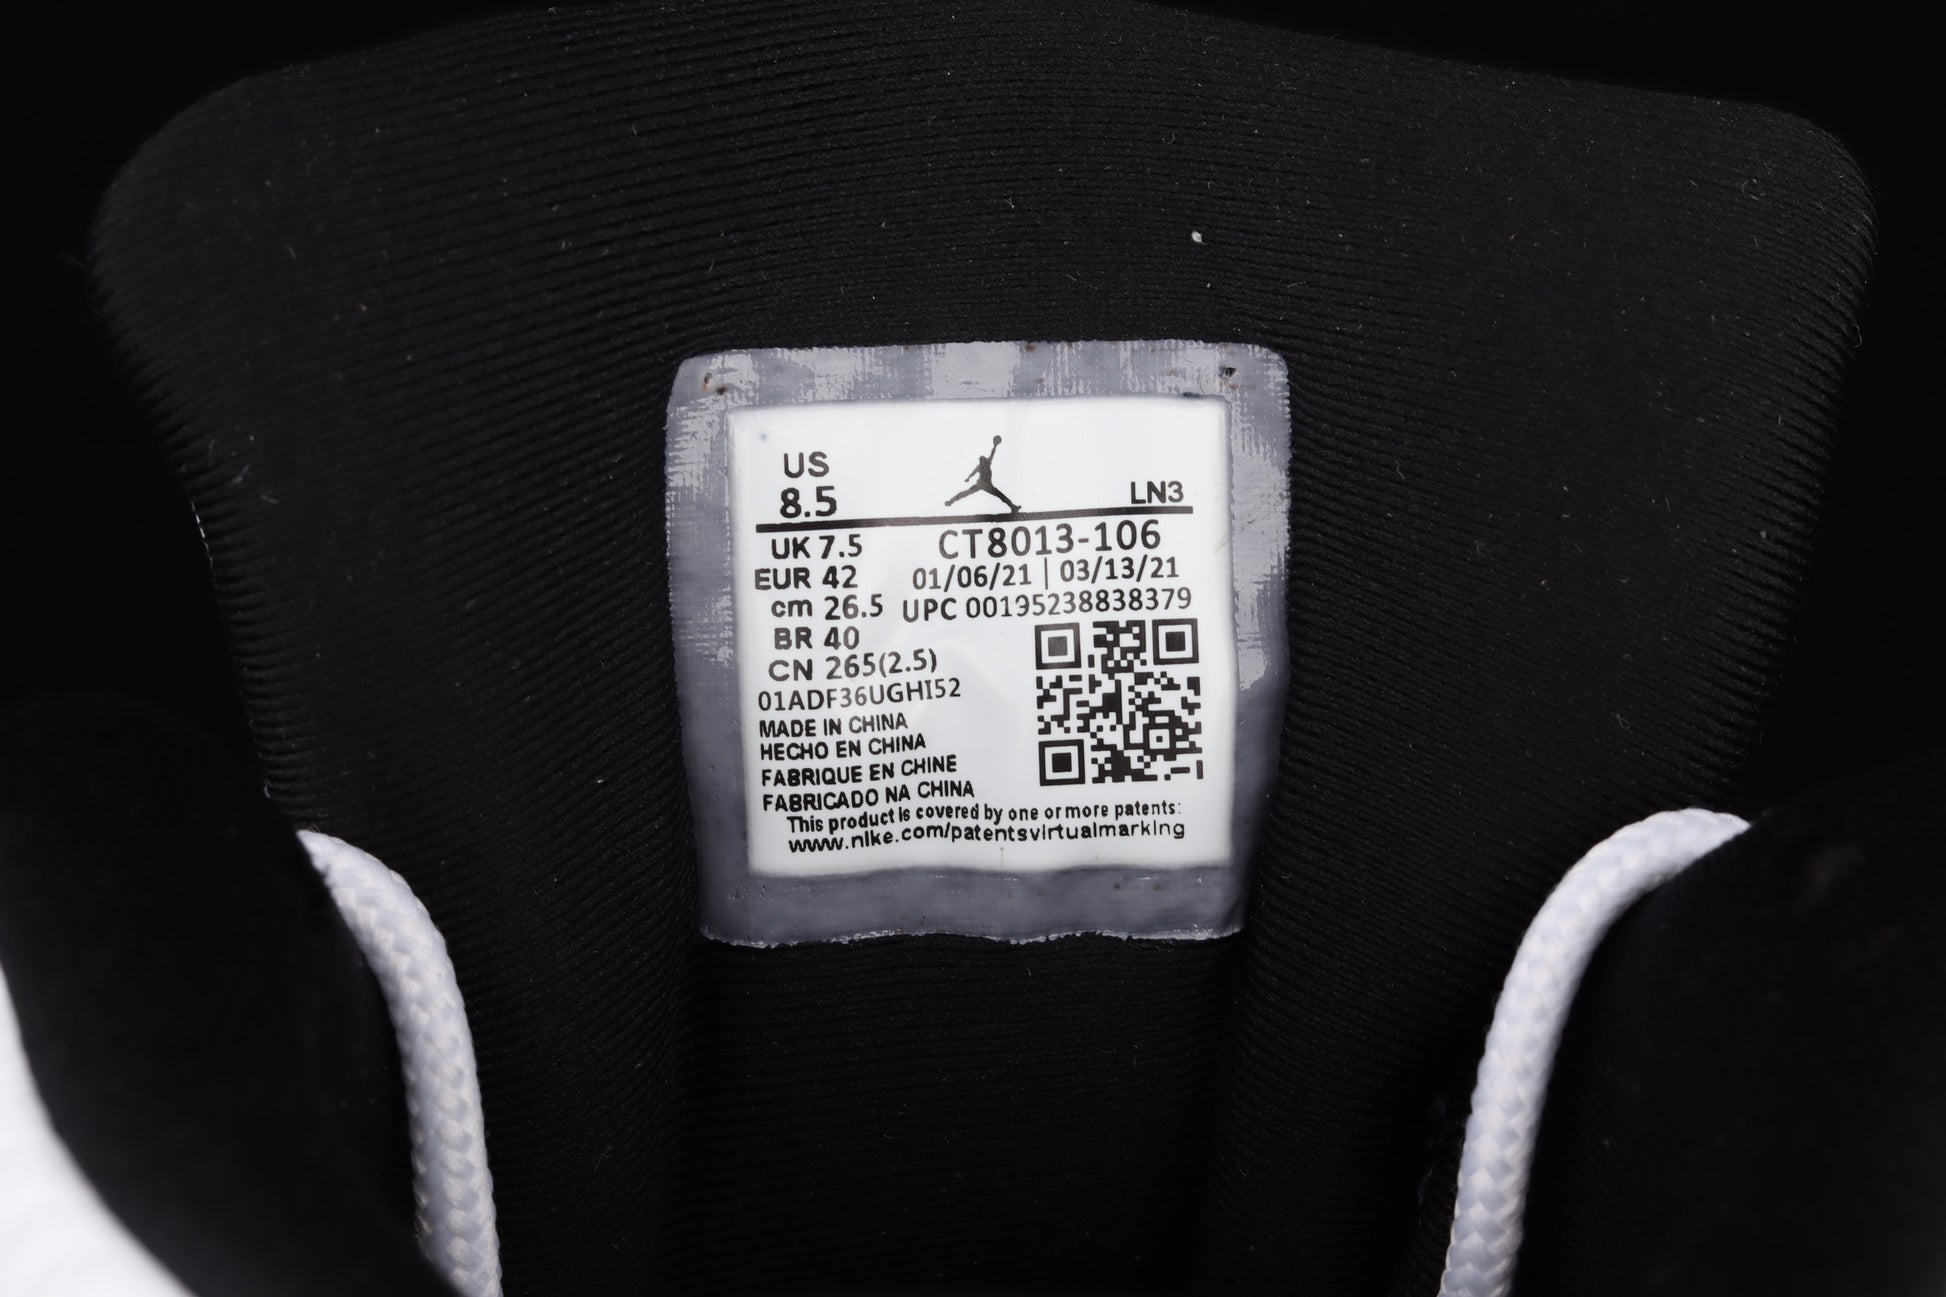 US
8.5
LN3
UK 7.5
CT8013-106
EUR 42
01/06/21 | 03/13/21
cm 26.5
UPC 00195238838379
BR 40
CN 265(2.5)
01ADF36UGHI52
MADE IN CHINA
HECHO EN CHINA
FABRIQUE EN CHINE
FABRICADO NA CHINA
This product is covered by one or more patents:
www.nike.com/patentsvirtualmarking